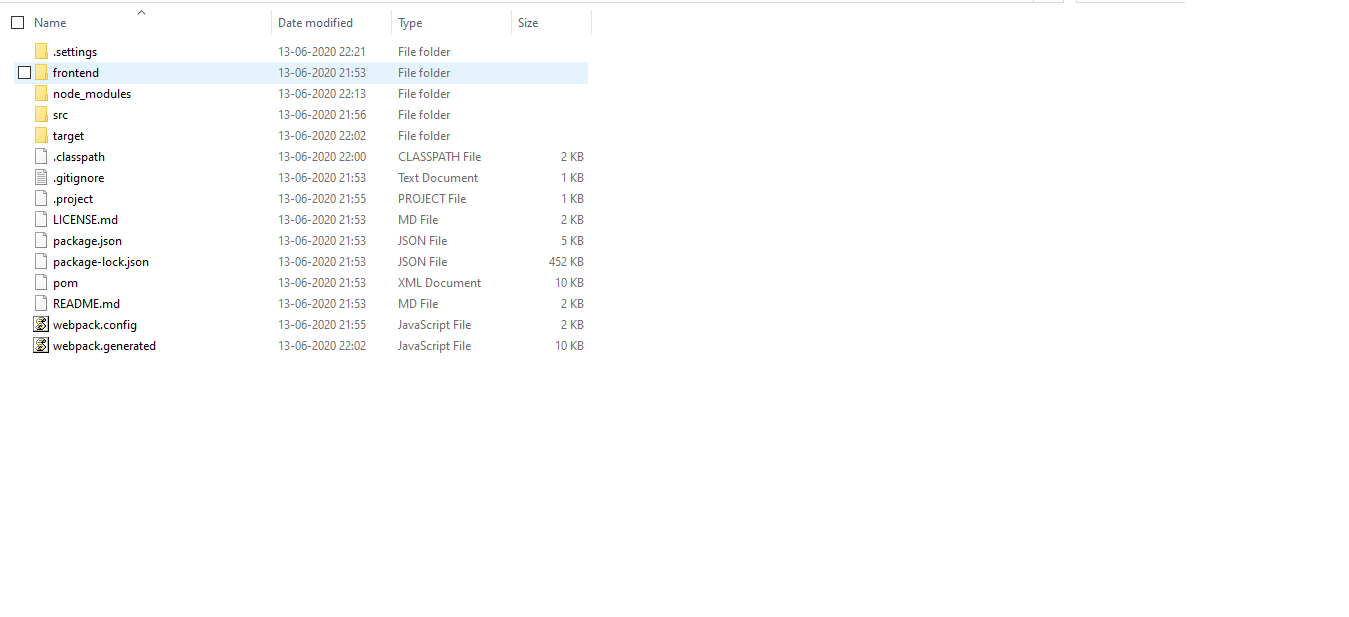 Name Date modified Type Size
.settings 13-06-2020 22:21 File folder
frontend 13-06-2020 21:53 File folder
node_modules 13-06-2020 22:13 File folder
src 13-06-2020 21:56 File folder
target 13-06-2020 22:02 File folder
.classpath 13-06-2020 22:00 CLASSPATH File 2 KB
.gitignore 13-06-2020 21:53 Text Document 1 KB
.project 13-06-2020 21:55 PROJECT File 1 KB
LICENSE.md 13-06-2020 21:53 MD File 2 KB
package.json 13-06-2020 21:53 JSON File 5 KB
package-lock.json 13-06-2020 21:53 JSON File 452 KB
pom 13-06-2020 21:53 XML Document 10 KB
README.md 13-06-2020 21:53 MD File 2 KB
webpack.config 13-06-2020 21:55 JavaScript File 2 KB
webpack.generated 13-06-2020 22:02 JavaScript File 10 KB